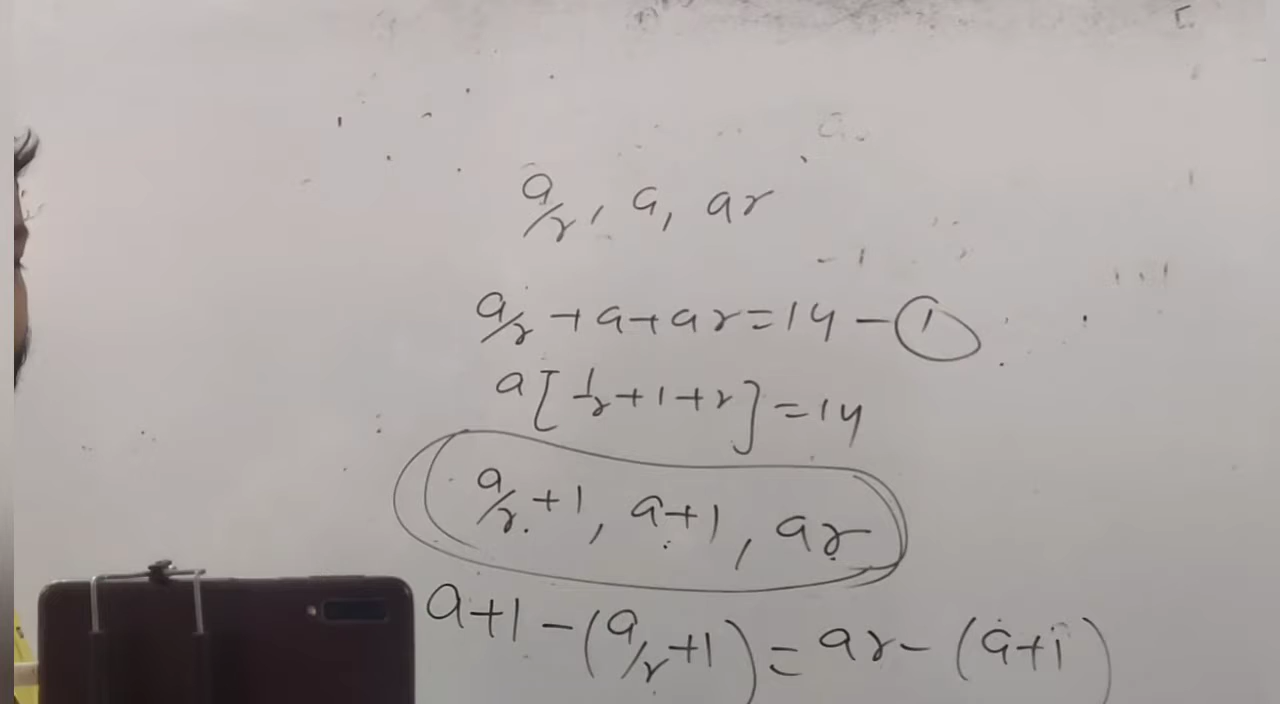 a/r, a, ar
a/r + a + ar = 14 - ①
a[1/r + 1 + r] = 14
a/r + 1, a + 1, ar
a + 1 - (a/r + 1) = ar - (a + 1)